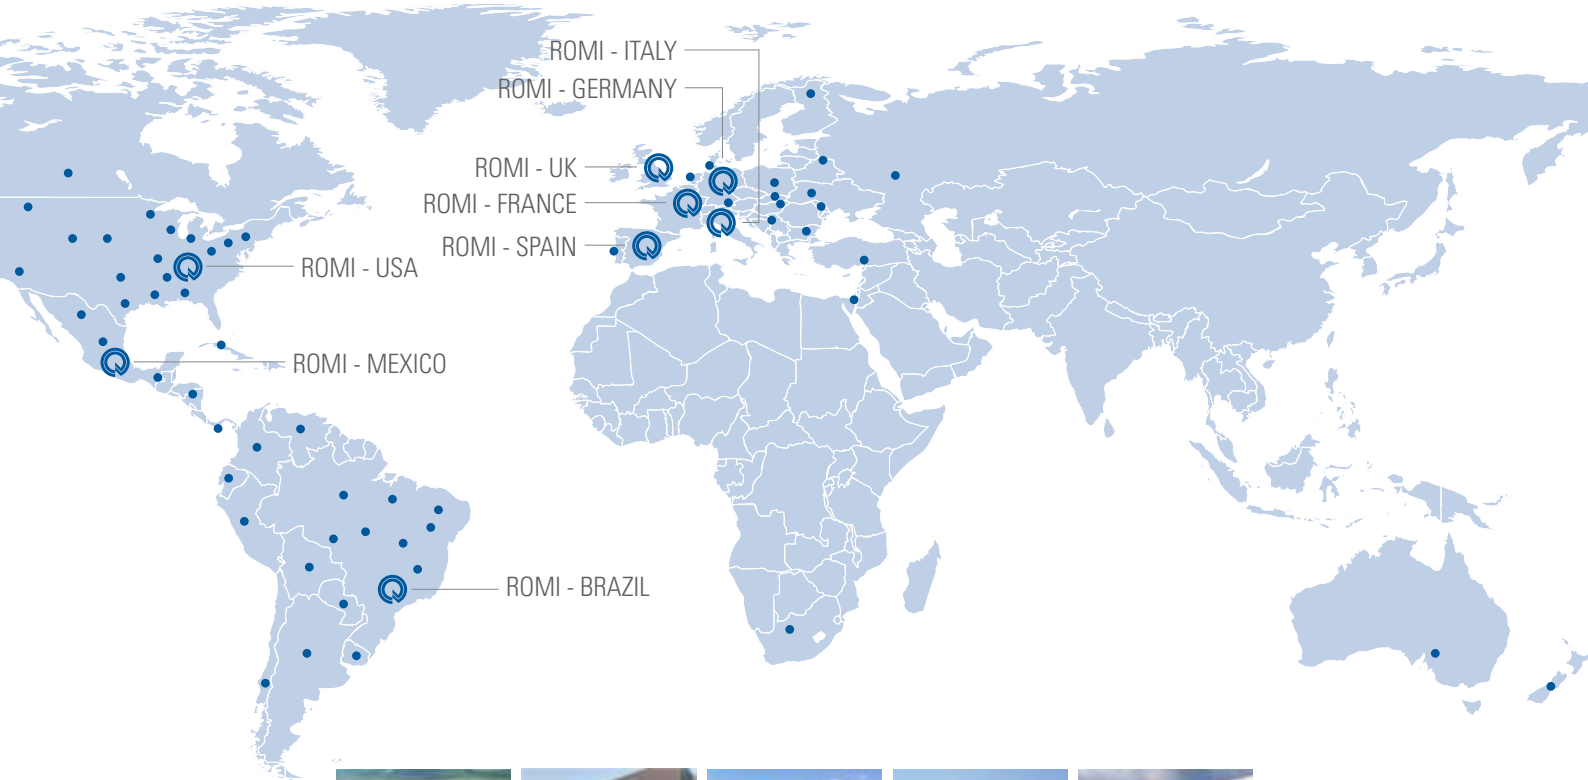 ROMI - ITALY
ROMI - GERMANY
ROMI - UK
ROMI - FRANCE
ROMI - SPAIN
ROMI - USA
ROMI - MEXICO
ROMI - BRAZIL